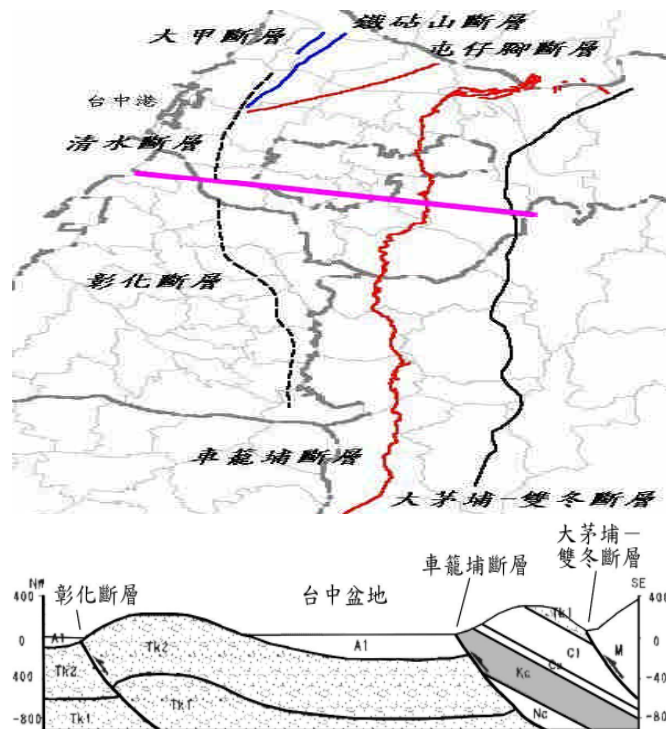 鐵砧山斷層
大甲斷層
屯仔腳斷層
台中港
清水斷層
彰化斷層
車籠埔斷層
大茅埔－雙冬斷層
大茅埔－
雙冬斷層
車籠埔斷層
NW
SE
400
彰化斷層
台中盆地
400
Tk1
A1
0
Tk2
A1
C1
M
0
Tk2
Kc
-400
Tk1
Nc
-400
Tk1
-800
-800